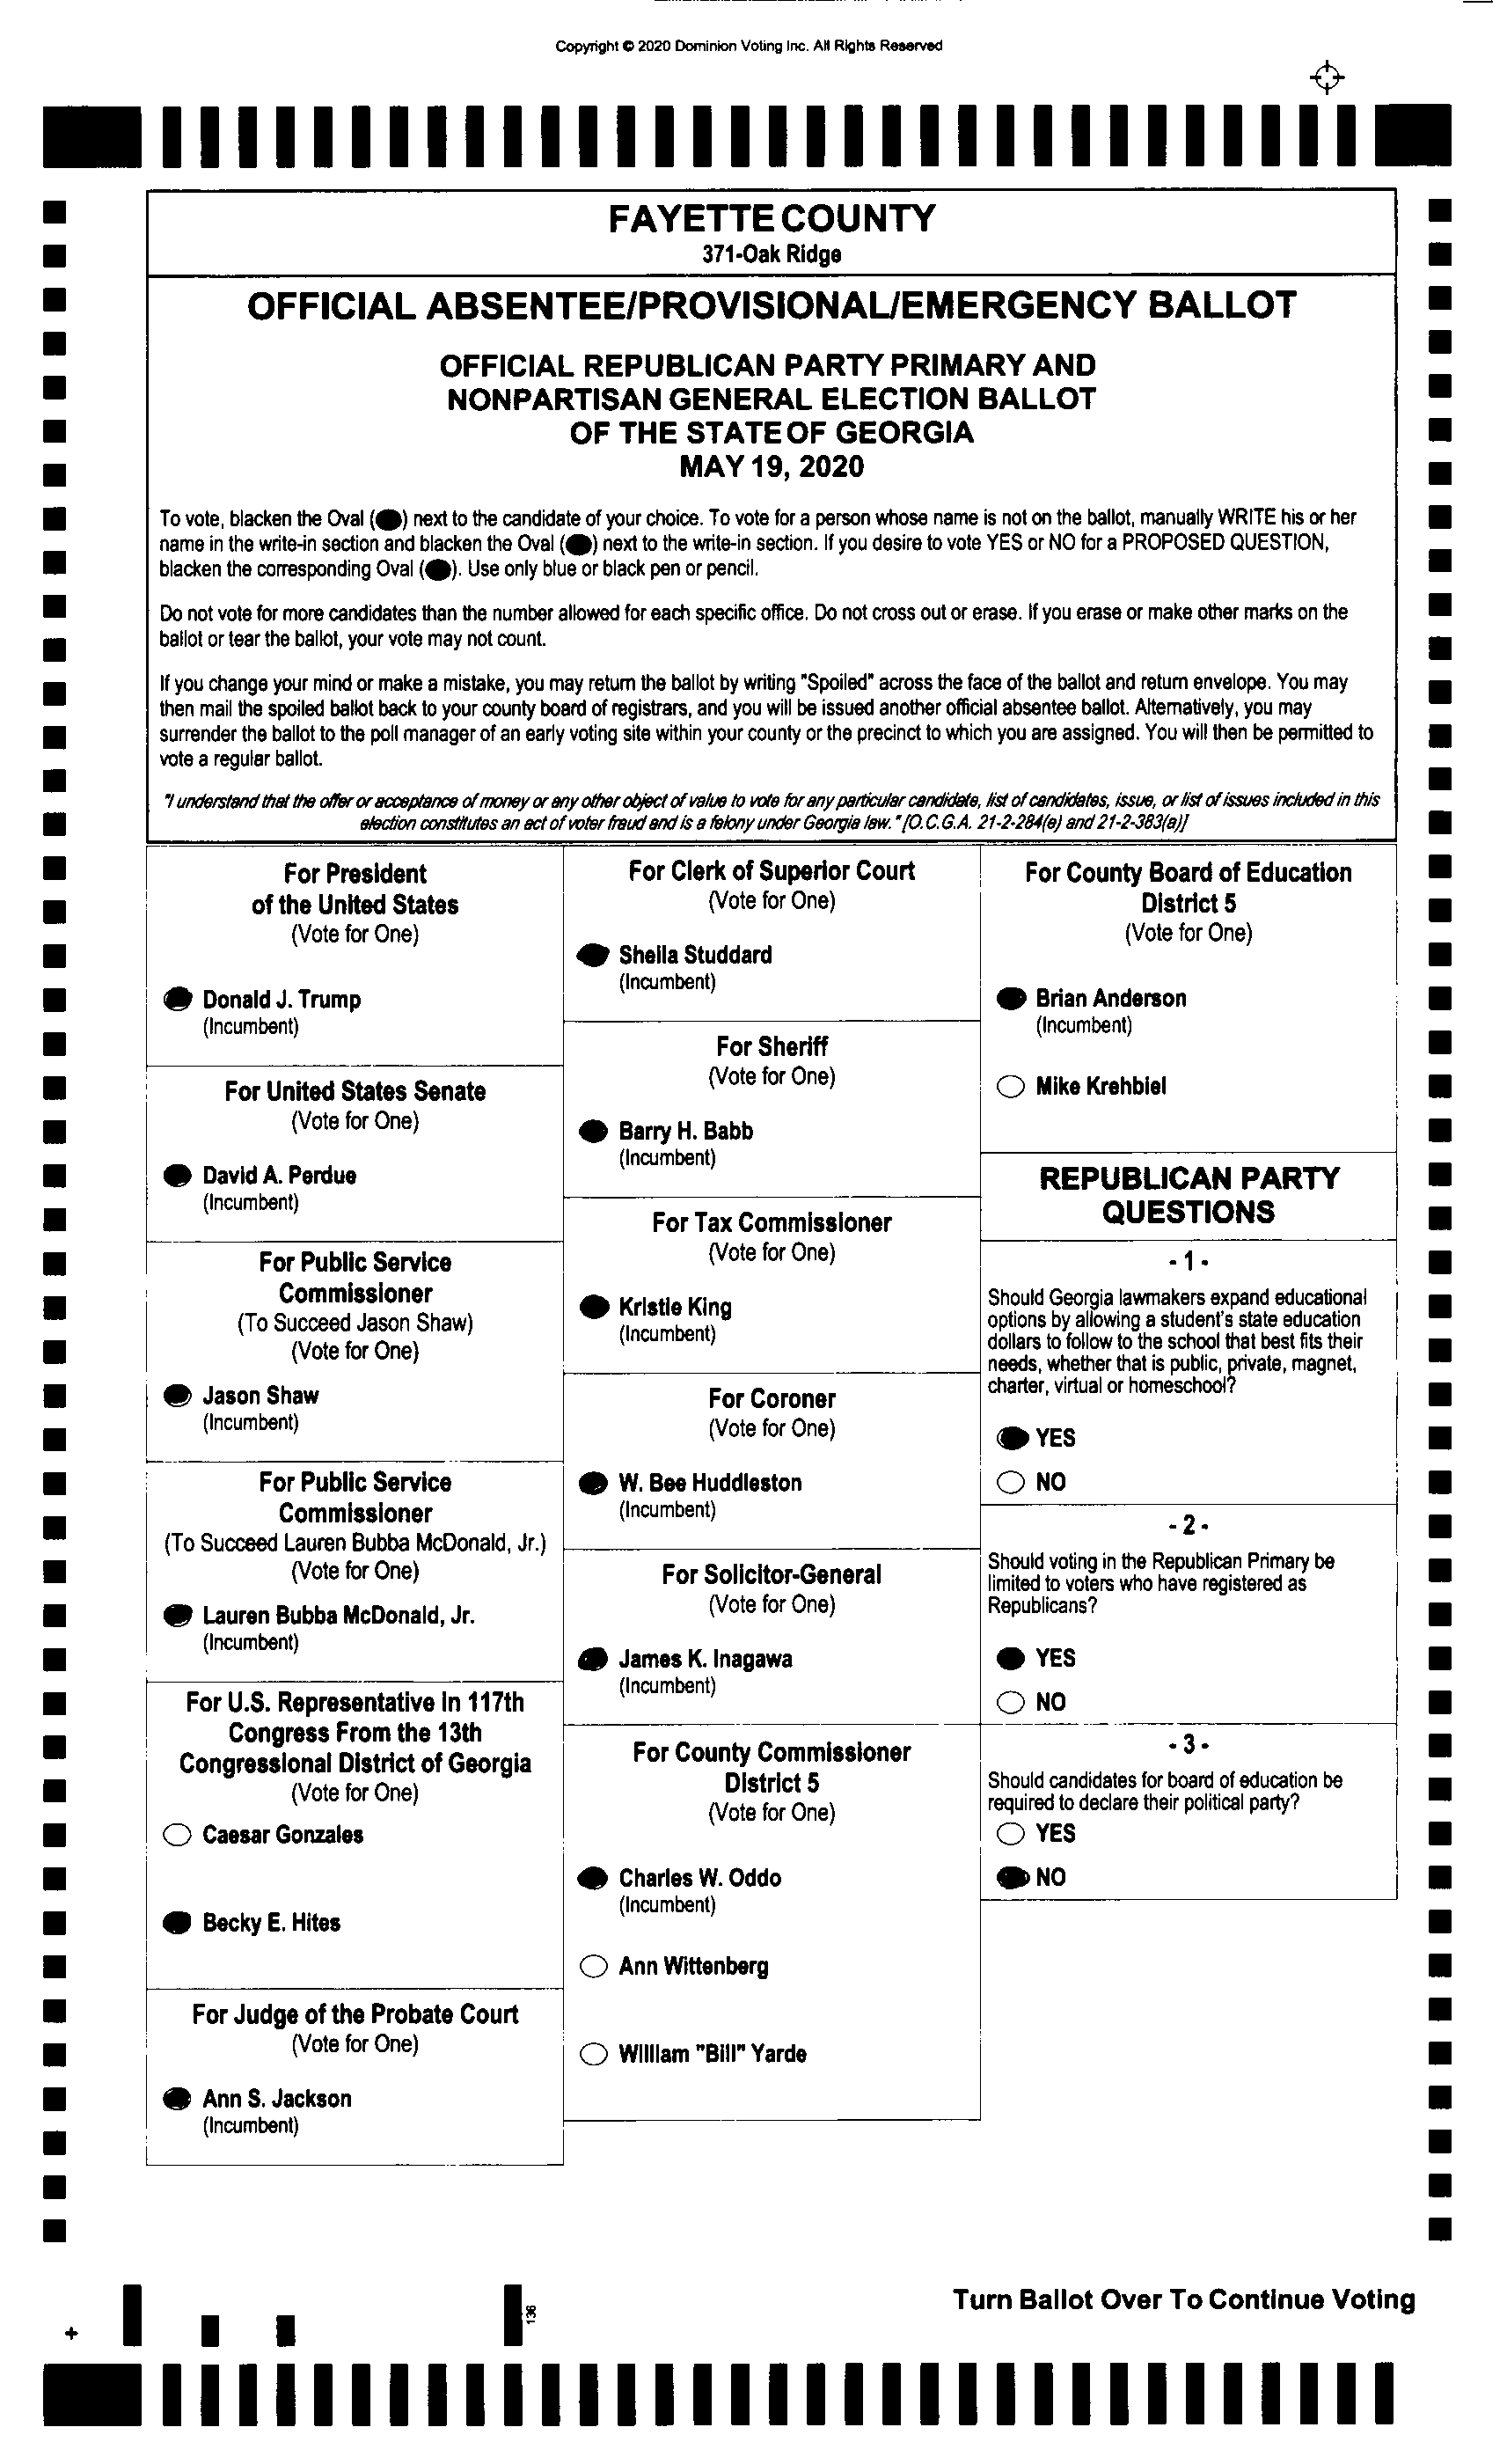 Copyright © 2020 Dominion Voting Inc. All Rights Reserved
FAYETTE COUNTY
371-Oak Ridge
OFFICIAL ABSENTEE/PROVISIONAL/EMERGENCY BALLOT
OFFICIAL REPUBLICAN PARTY PRIMARY AND
NONPARTISAN GENERAL ELECTION BALLOT
OF THE STATE OF GEORGIA
MAY 19, 2020
To vote, blacken the Oval () next to the candidate of your choice. To vote for a person whose name is not on the ballot, manually WRITE his or her
name in the write-in section and blacken the Oval () next to the write-in section. If you desire to vote YES or NO for a PROPOSED QUESTION,
blacken the corresponding Oval (). Use only blue or black pen or pencil.
Do not vote for more candidates than the number allowed for each specific office. Do not cross out or erase. If you erase or make other marks on the
ballot or tear the ballot, your vote may not count.
If you change your mind or make a mistake, you may return the ballot by writing "Spoiled" across the face of the ballot and return envelope. You may
then mail the spoiled ballot back to your county board of registrars, and you will be issued another official absentee ballot. Alternatively, you may
surrender the ballot to the poll manager of an early voting site within your county or the precinct to which you are assigned. You will then be permitted to
vote a regular ballot.
"I understand that the offer or acceptance of money or any other object of value to vote for any particular candidate, list of candidates, issue, or list of issues included in this
election constitutes an act of voter fraud and is a felony under Georgia law." [O.C.G.A. 21-2-284(e) and 21-2-383(a)]
For President
of the United States
(Vote for One)
Donald J. Trump
(Incumbent)
For United States Senate
(Vote for One)
David A. Perdue
(Incumbent)
For Public Service
Commissioner
(To Succeed Jason Shaw)
(Vote for One)
Jason Shaw
(Incumbent)
For Public Service
Commissioner
(To Succeed Lauren Bubba McDonald, Jr.)
(Vote for One)
Lauren Bubba McDonald, Jr.
(Incumbent)
For U.S. Representative in 117th
Congress From the 13th
Congressional District of Georgia
(Vote for One)
Caesar Gonzales
Becky E. Hites
For Judge of the Probate Court
(Vote for One)
Ann S. Jackson
(Incumbent)
For Clerk of Superior Court
(Vote for One)
Sheila Studdard
(Incumbent)
For Sheriff
(Vote for One)
Barry H. Babb
(Incumbent)
For Tax Commissioner
(Vote for One)
Kristie King
(Incumbent)
For Coroner
(Vote for One)
W. Bee Huddleston
(Incumbent)
For Solicitor-General
(Vote for One)
James K. Inagawa
(Incumbent)
For County Commissioner
District 5
(Vote for One)
Charles W. Oddo
(Incumbent)
Ann Wittenberg
William "Bill" Yarde
For County Board of Education
District 5
(Vote for One)
Brian Anderson
(Incumbent)
Mike Krehbiel
REPUBLICAN PARTY
QUESTIONS
- 1 -
Should Georgia lawmakers expand educational
options by allowing a student's state education
dollars to follow to the school that best fits their
needs, whether that is public, private, magnet,
charter, virtual or homeschool?
YES
NO
- 2 -
Should voting in the Republican Primary be
limited to voters who have registered as
Republicans?
YES
NO
- 3 -
Should candidates for board of education be
required to declare their political party?
YES
NO
Turn Ballot Over To Continue Voting
136
+